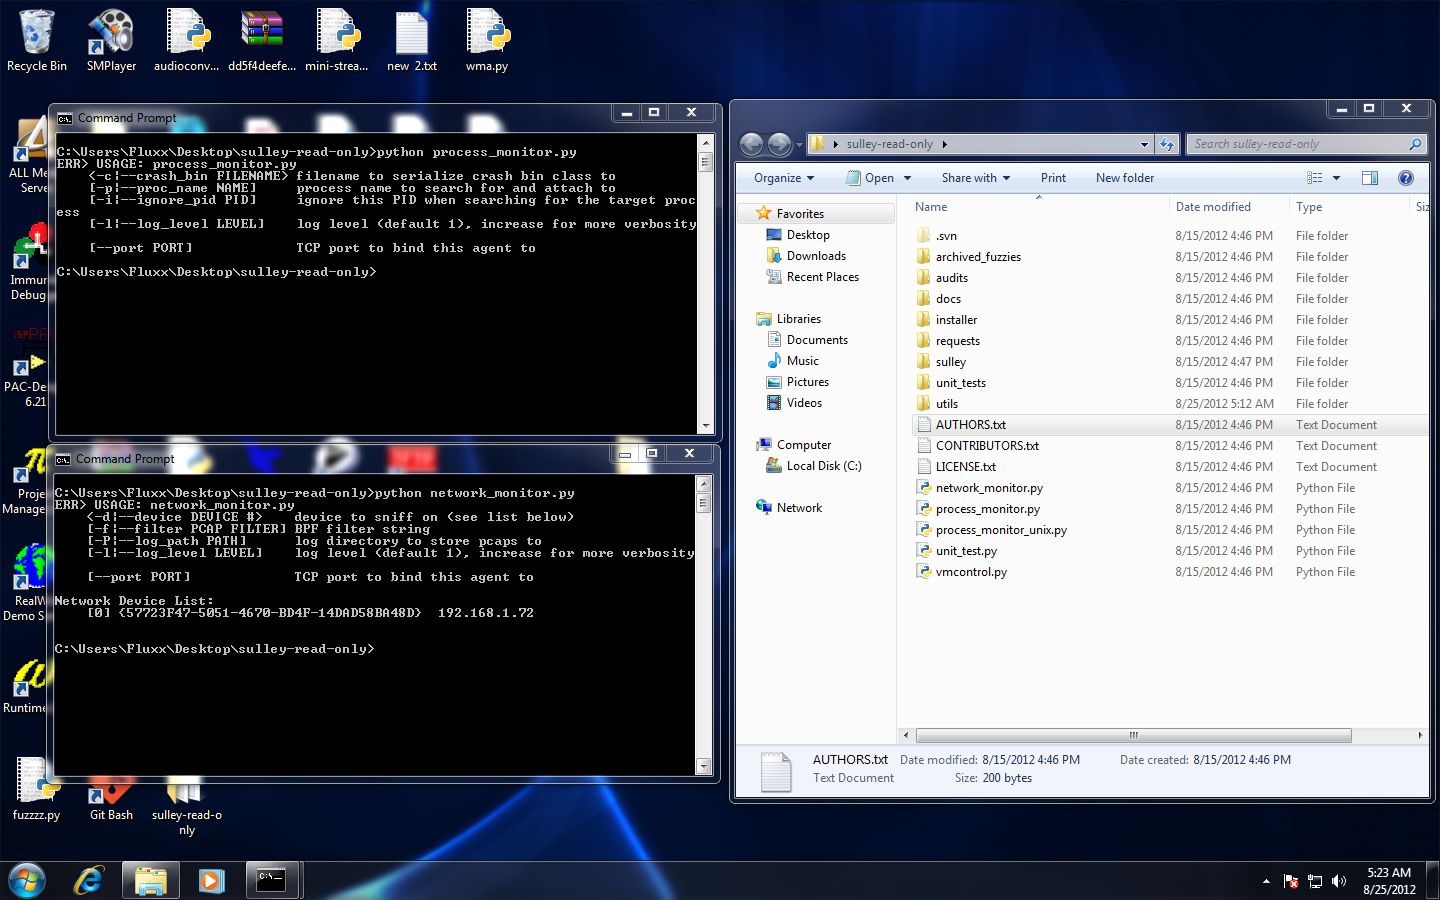 Recycle Bin
SMPlayer
audioconv...
dd5f4deefe...
mini-strea...
new 2.txt
wma.py
ALL Me
Serve
Immun
Debug
PAC-De
6.21
Proje
Manage
RealW
Demo S
Runtime
fuzzzz.py
Git Bash
sulley-read-o
nly
Command Prompt
C:\Users\Fluxx\Desktop\sulley-read-only>python process_monitor.py
ERR> USAGE: process_monitor.py
<-c|--crash_bin FILENAME> filename to serialize crash bin class to
[-p|--proc_name NAME] process name to search for and attach to
[-i|--ignore_pid PID] ignore this PID when searching for the target proc
ess
[-l|--log_level LEVEL] log level (default 1), increase for more verbosity
[--port PORT] TCP port to bind this agent to
C:\Users\Fluxx\Desktop\sulley-read-only>
Command Prompt
C:\Users\Fluxx\Desktop\sulley-read-only>python network_monitor.py
ERR> USAGE: network_monitor.py
<-d|--device DEVICE #> device to sniff on (see list below)
[-f|--filter PCAP FILTER] BPF filter string
[-P|--log_path PATH] log directory to store pcaps to
[-l|--log_level LEVEL] log level (default 1), increase for more verbosity
[--port PORT] TCP port to bind this agent to
Network Device List:
[0] {57723F47-5051-4670-BD4F-14DAD58BA48D} 192.168.1.72
C:\Users\Fluxx\Desktop\sulley-read-only>
sulley-read-only
Search sulley-read-only
Organize Open Share with Print New folder
Favorites
Desktop
Downloads
Recent Places
Libraries
Documents
Music
Pictures
Videos
Computer
Local Disk (C:)
Network
Name Date modified Type Siz
.svn 8/15/2012 4:46 PM File folder
archived_fuzzies 8/15/2012 4:46 PM File folder
audits 8/15/2012 4:46 PM File folder
docs 8/15/2012 4:46 PM File folder
installer 8/15/2012 4:46 PM File folder
requests 8/15/2012 4:46 PM File folder
sulley 8/15/2012 4:47 PM File folder
unit_tests 8/15/2012 4:46 PM File folder
utils 8/25/2012 5:12 AM File folder
AUTHORS.txt 8/15/2012 4:46 PM Text Document
CONTRIBUTORS.txt 8/15/2012 4:46 PM Text Document
LICENSE.txt 8/15/2012 4:46 PM Text Document
network_monitor.py 8/15/2012 4:46 PM Python File
process_monitor.py 8/15/2012 4:46 PM Python File
process_monitor_unix.py 8/15/2012 4:46 PM Python File
unit_test.py 8/15/2012 4:46 PM Python File
vmcontrol.py 8/15/2012 4:46 PM Python File
AUTHORS.txt Date modified: 8/15/2012 4:46 PM Date created: 8/15/2012 4:46 PM
Text Document Size: 200 bytes
5:23 AM
8/25/2012